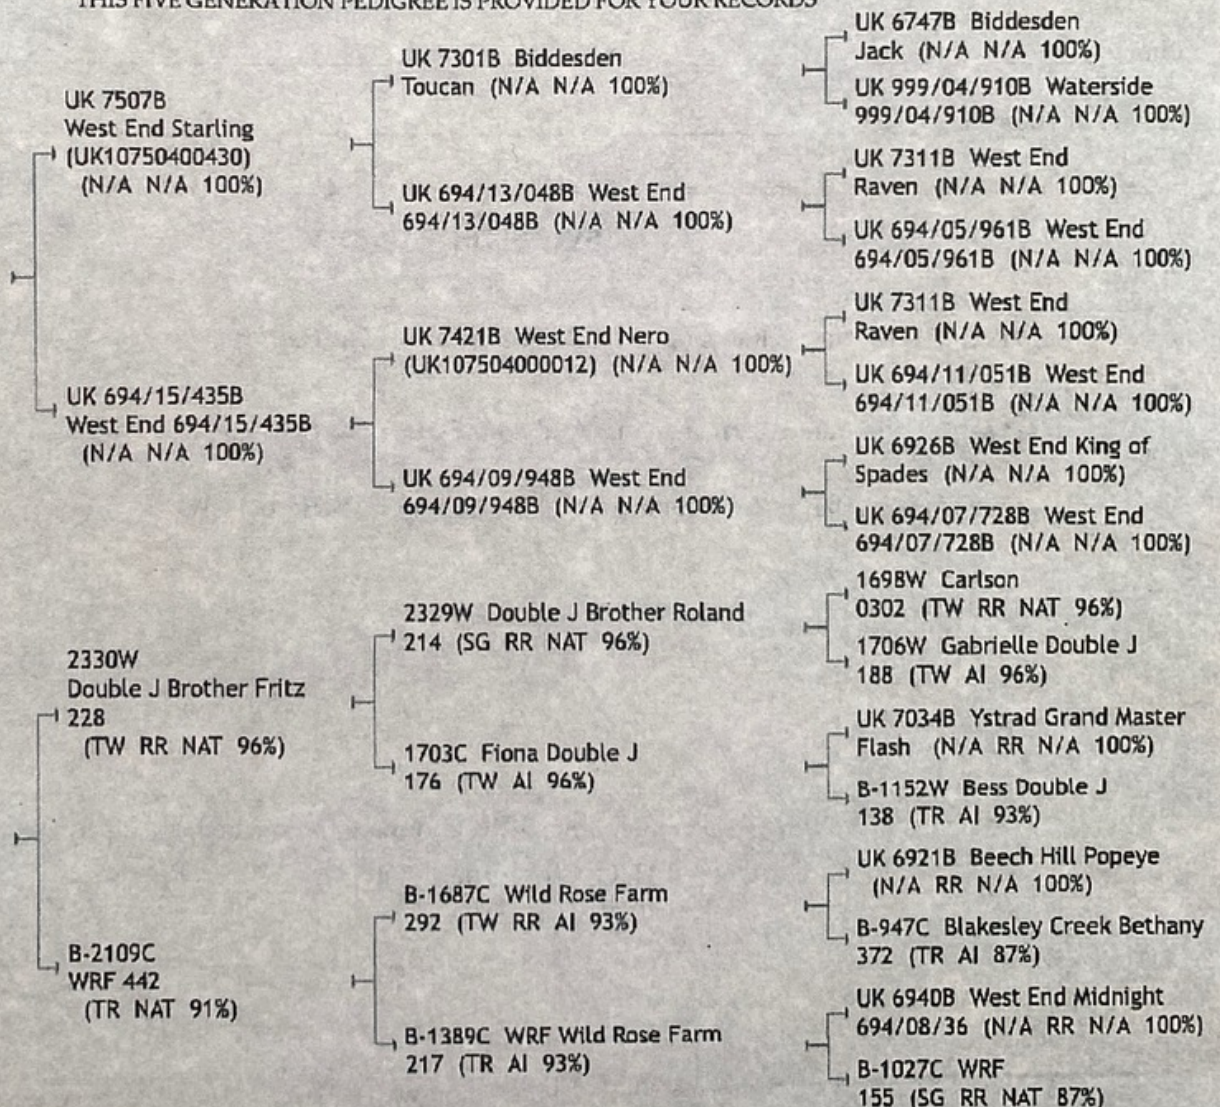 THIS FIVE GENERATION PEDIGREE IS PROVIDED FOR YOUR RECORDS
UK 7507B
West End Starling
(UK10750400430)
(N/A N/A 100%)
UK 694/15/435B
West End 694/15/435B
(N/A N/A 100%)
2330W
Double J Brother Fritz
228
(TW RR NAT 96%)
B-2109C
WRF 442
(TR NAT 91%)
UK 7301B Biddesden
Toucan (N/A N/A 100%)
UK 694/13/048B West End
694/13/048B (N/A N/A 100%)
UK 7421B West End Nero
(UK107504000012) (N/A N/A 100%)
UK 694/09/948B West End
694/09/948B (N/A N/A 100%)
2329W Double J Brother Roland
214 (SG RR NAT 96%)
1703C Fiona Double J
176 (TW AI 96%)
B-1687C Wild Rose Farm
292 (TW RR AI 93%)
B-1389C WRF Wild Rose Farm
217 (TR AI 93%)
UK 6747B Biddesden
Jack (N/A N/A 100%)
UK 999/04/910B Waterside
999/04/910B (N/A N/A 100%)
UK 7311B West End
Raven (N/A N/A 100%)
UK 694/05/961B West End
694/05/961B (N/A N/A 100%)
UK 7311B West End
Raven (N/A N/A 100%)
UK 694/11/051B West End
694/11/051B (N/A N/A 100%)
UK 6926B West End King of
Spades (N/A N/A 100%)
UK 694/07/728B West End
694/07/728B (N/A N/A 100%)
1698W Carlson
0302 (TW RR NAT 96%)
1706W Gabrielle Double J
188 (TW AI 96%)
UK 7034B Ystrad Grand Master
Flash (N/A RR N/A 100%)
B-1152W Bess Double J
138 (TR AI 93%)
UK 6921B Beech Hill Popeye
(N/A RR N/A 100%)
B-947C Blakesley Creek Bethany
372 (TR AI 87%)
UK 6940B West End Midnight
694/08/36 (N/A RR N/A 100%)
B-1027C WRF
155 (SG RR NAT 87%)